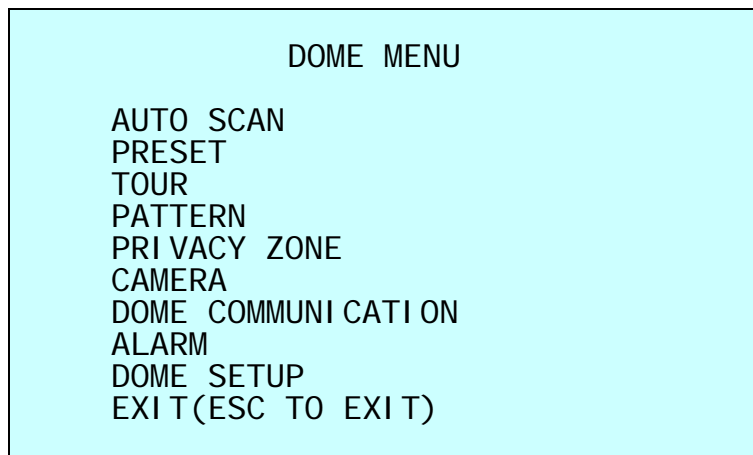 DOME MENU
AUTO SCAN
PRESET
TOUR
PATTERN
PRIVACY ZONE
CAMERA
DOME COMMUNICATION
ALARM
DOME SETUP
EXIT(ESC TO EXIT)